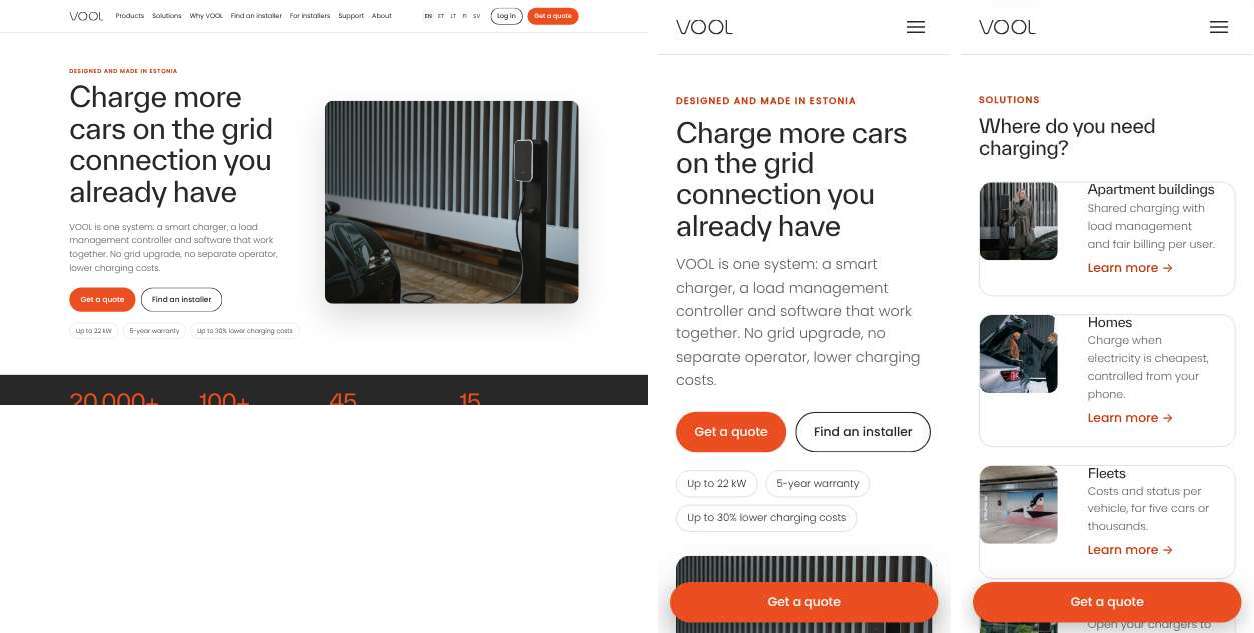 VOOL
Products Solutions Why VOOL Find an installer For installers Support About
EN ET LT FI SV
Log in
Get a quote
DESIGNED AND MADE IN ESTONIA
Charge more
cars on the grid
connection you
already have
VOOL is one system: a smart charger, a load
management controller and software that work
together. No grid upgrade, no separate operator,
lower charging costs.
Get a quote
Find an installer
Up to 22 kW
5-year warranty
Up to 30% lower charging costs
20,000+ 100+ 45 15
VOOL
DESIGNED AND MADE IN ESTONIA
Charge more cars
on the grid
connection you
already have
VOOL is one system: a smart
charger, a load management
controller and software that work
together. No grid upgrade, no
separate operator, lower charging
costs.
Get a quote
Find an installer
Up to 22 kW
5-year warranty
Up to 30% lower charging costs
Get a quote
VOOL
SOLUTIONS
Where do you need
charging?
Apartment buildings
Shared charging with
load management
and fair billing per user.
Learn more →
Homes
Charge when
electricity is cheapest,
controlled from your
phone.
Learn more →
Fleets
Costs and status per
vehicle, for five cars or
thousands.
Learn more →
Get a quote
Open your chargers to